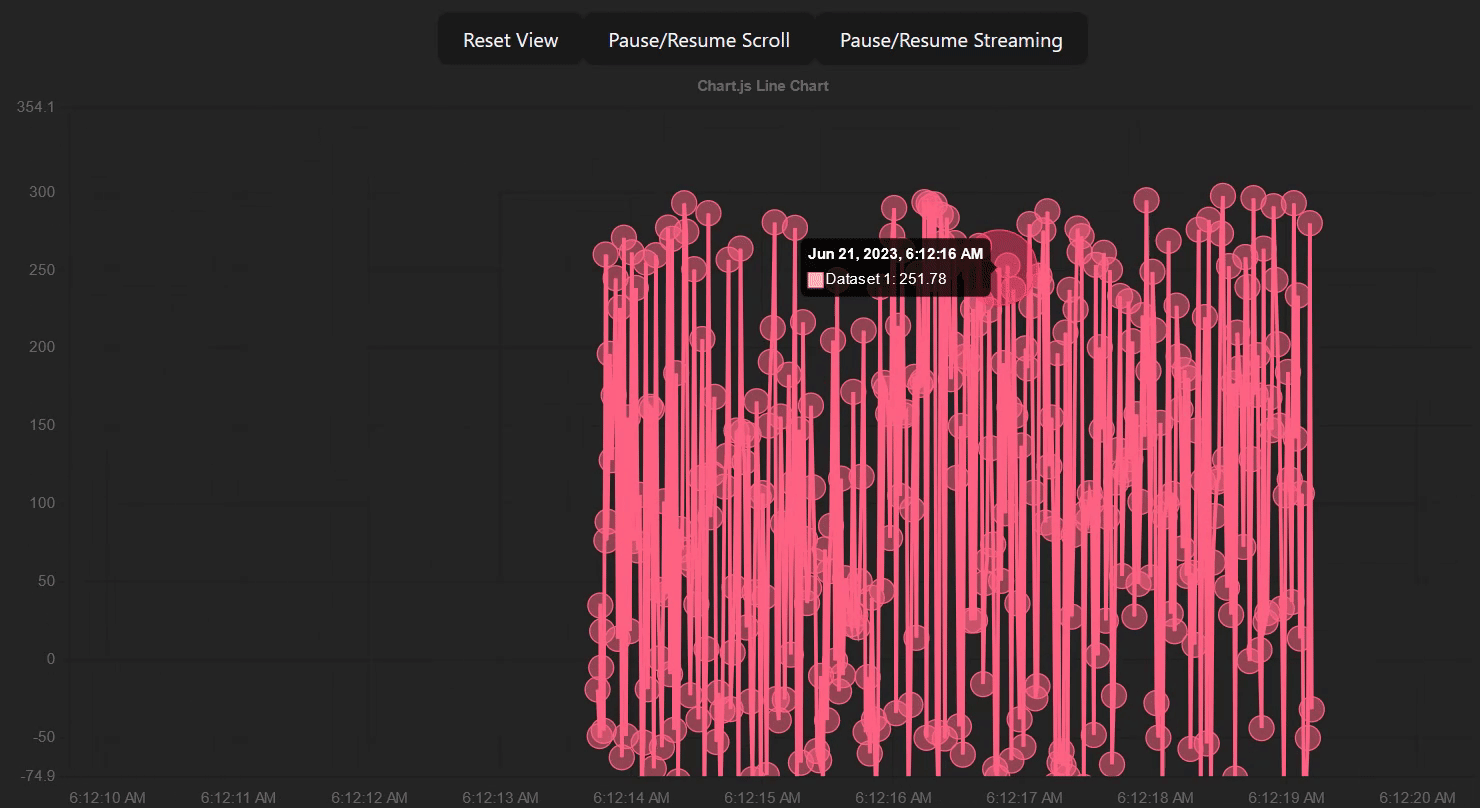 Reset View Pause/Resume Scroll Pause/Resume Streaming
Chart.js Line Chart
354.1
300
250
200
150
100
50
0
-50
-74.9
Jun 21, 2023, 6:12:16 AM
Dataset 1: 251.78
6:12:10 AM 6:12:11 AM 6:12:12 AM 6:12:13 AM 6:12:14 AM 6:12:15 AM 6:12:16 AM 6:12:17 AM 6:12:18 AM 6:12:19 AM 6:12:20 AM